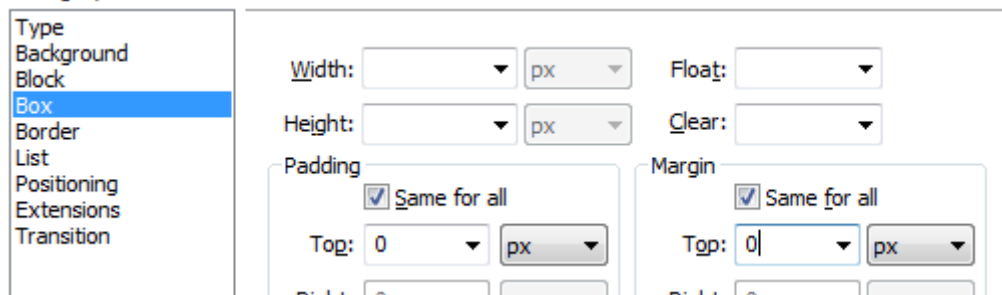 Type
Background
Block
Box
Border
List
Positioning
Extensions
Transition
Width: px Float:
Height: px Clear:
Padding Margin
Same for all Same for all
Top: 0 px Top: 0 px